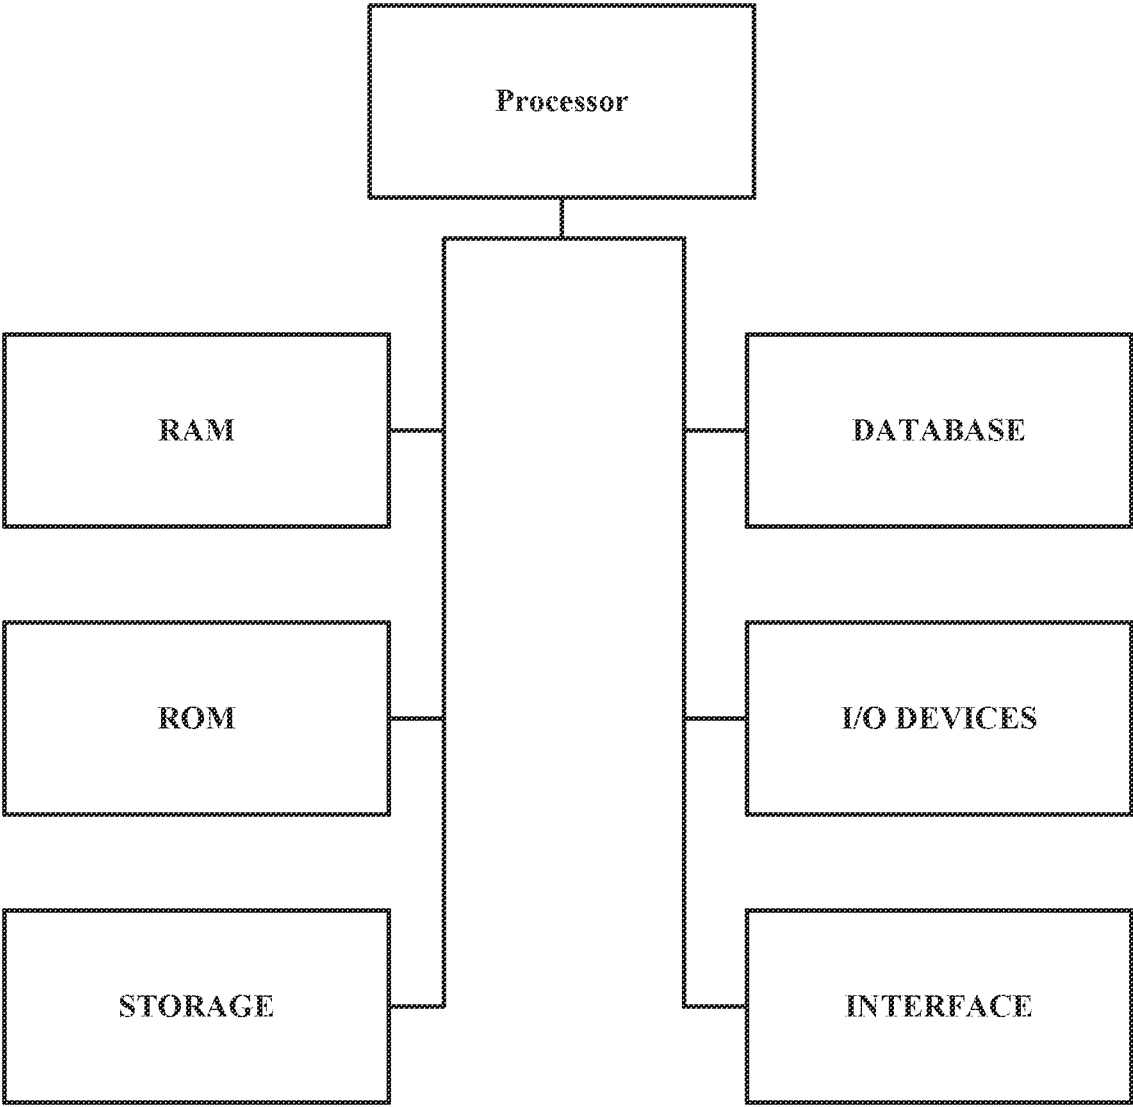 Processor
RAM
DATABASE
ROM
I/O DEVICES
STORAGE
INTERFACE